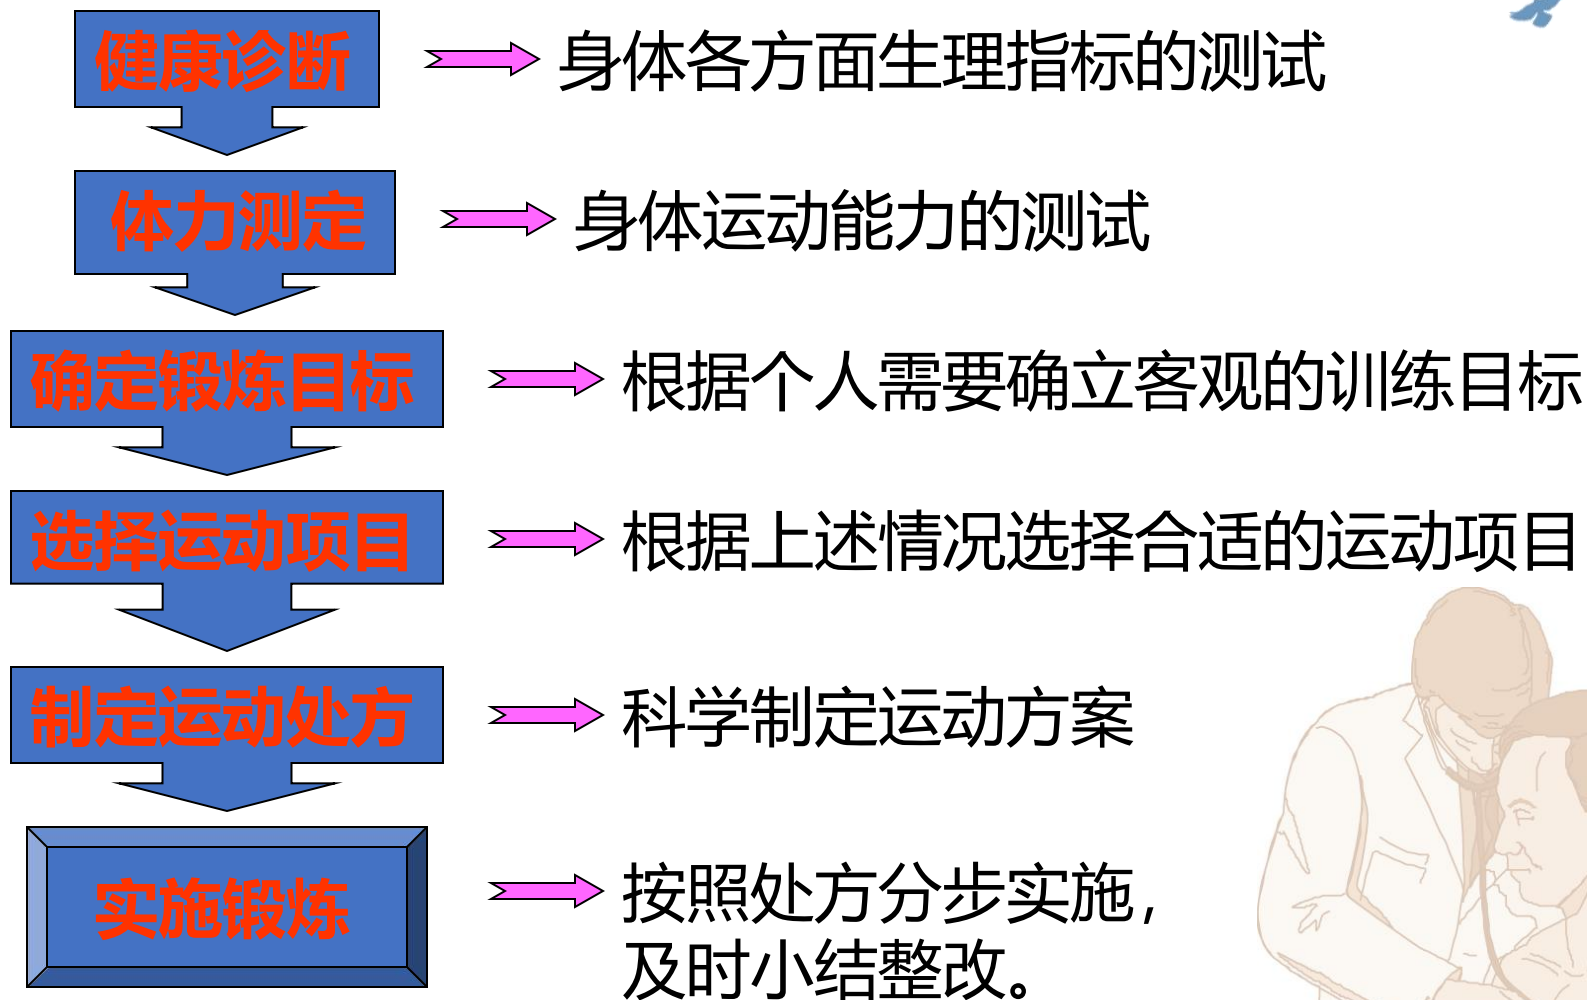 健康诊断
身体各方面生理指标的测试
体力测定
身体运动能力的测试
确定锻炼目标
根据个人需要确立客观的训练目标
选择运动项目
根据上述情况选择合适的运动项目
制定运动处方
科学制定运动方案
实施锻炼
按照处方分步实施，
及时小结整改。